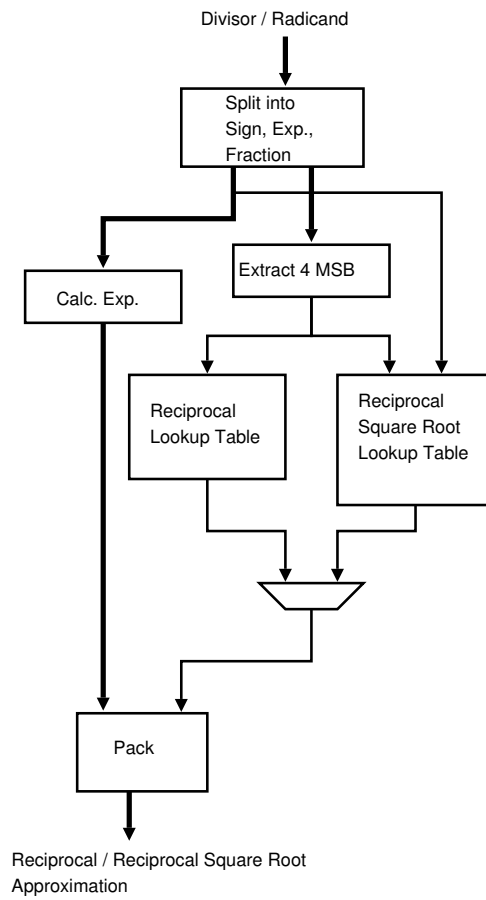 Divisor / Radicand
Split into
Sign, Exp.,
Fraction
Extract 4 MSB
Calc. Exp.
Reciprocal
Lookup Table
Reciprocal
Square Root
Lookup Table
Pack
Reciprocal / Reciprocal Square Root
Approximation